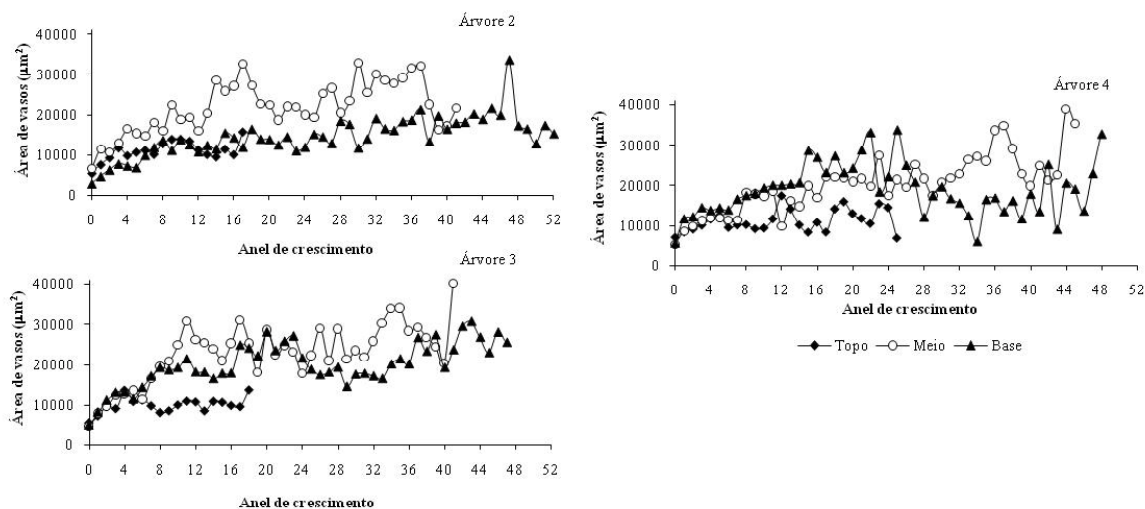 Árvore 2
Área de vasos (µm²)
40000
30000
20000
10000
0
0 4 8 12 16 20 24 28 32 36 40 44 48 52
Anel de crescimento
Árvore 3
Área de vasos (µm²)
40000
30000
20000
10000
0
0 4 8 12 16 20 24 28 32 36 40 44 48 52
Anel de crescimento
Árvore 4
Área de vasos (µm²)
40000
30000
20000
10000
0
0 4 8 12 16 20 24 28 32 36 40 44 48 52
Anel de crescimento
Topo Meio Base